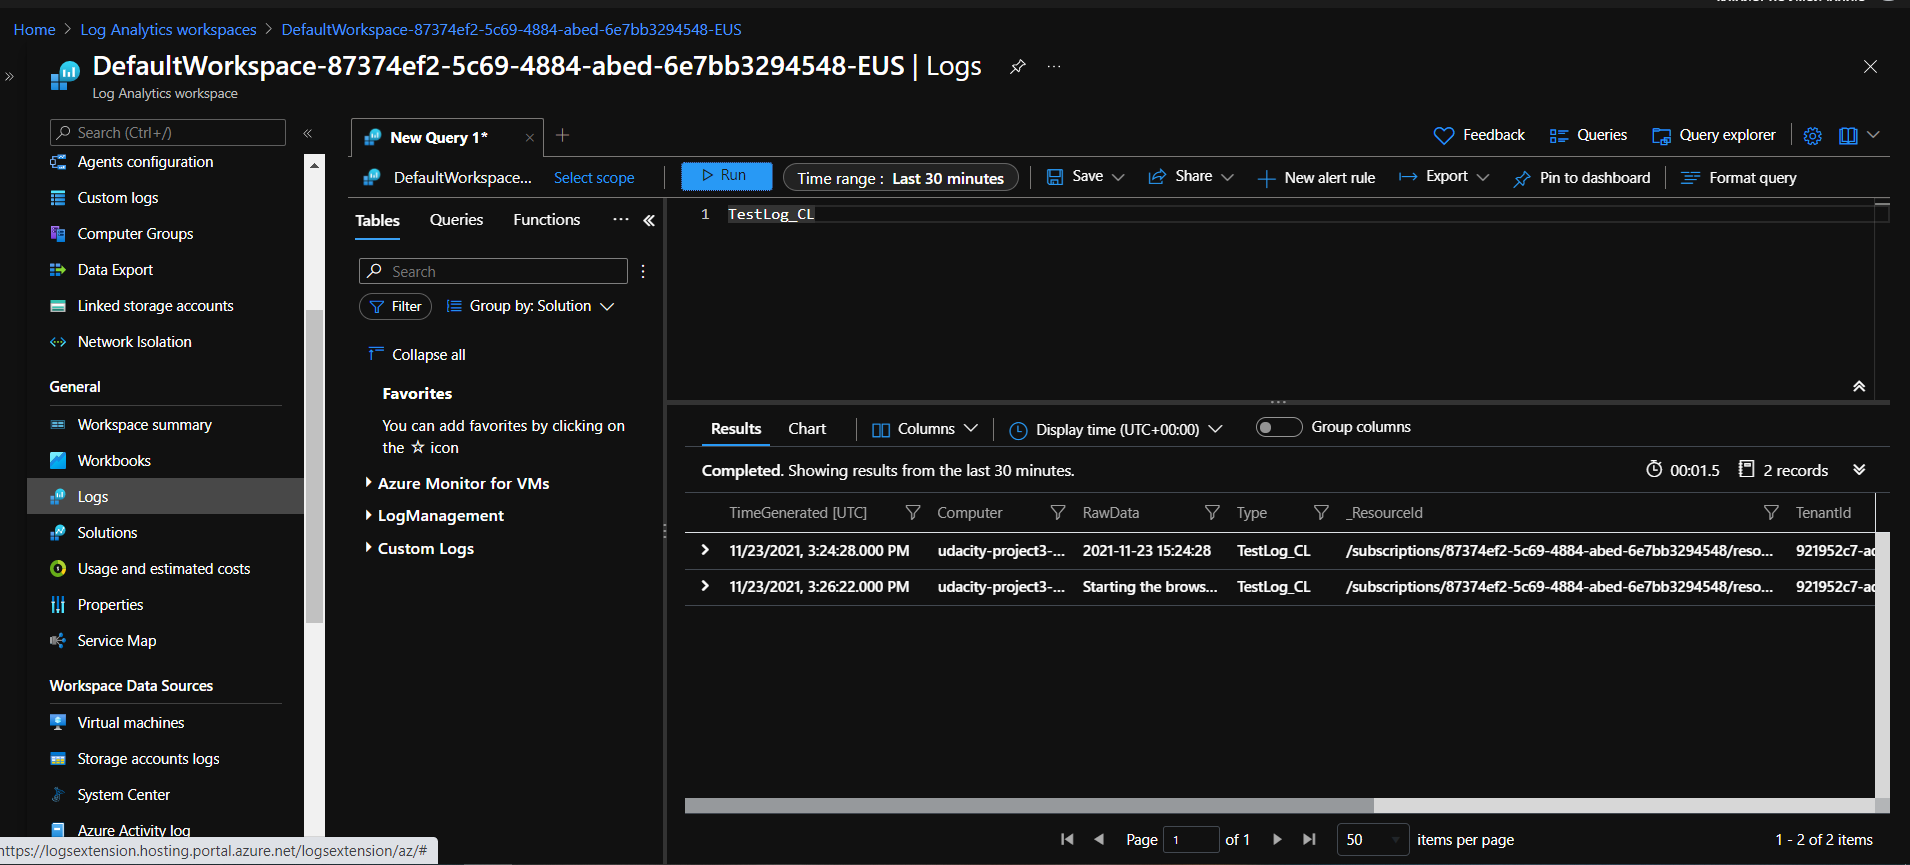 Home > Log Analytics workspaces > DefaultWorkspace-87374ef2-5c69-4884-abed-6e7bb3294548-EUS
DefaultWorkspace-87374ef2-5c69-4884-abed-6e7bb3294548-EUS | Logs
Log Analytics workspace
Search (Ctrl+/)
Agents configuration
Custom logs
Computer Groups
Data Export
Linked storage accounts
Network Isolation
General
Workspace summary
Workbooks
Logs
Solutions
Usage and estimated costs
Properties
Service Map
Workspace Data Sources
Virtual machines
Storage accounts logs
System Center
Azure Activity log
https://logsextension.hosting.portal.azure.net/logsextension/az/#
New Query 1*
Feedback Queries Query explorer
DefaultWorkspace... Select scope Run Time range : Last 30 minutes Save Share New alert rule Export Pin to dashboard Format query
Tables Queries Functions ...
Search
Filter Group by: Solution
Collapse all
Favorites
You can add favorites by clicking on
the ☆ icon
Azure Monitor for VMs
LogManagement
Custom Logs
1 TestLog_CL
Results Chart Columns Display time (UTC+00:00) Group columns
Completed. Showing results from the last 30 minutes. 00:01.5 2 records
TimeGenerated [UTC] Computer RawData Type _ResourceId TenantId
11/23/2021, 3:24:28.000 PM udacity-project3-... 2021-11-23 15:24:28 TestLog_CL /subscriptions/87374ef2-5c69-4884-abed-6e7bb3294548/reso... 921952c7-a
11/23/2021, 3:26:22.000 PM udacity-project3-... Starting the brows... TestLog_CL /subscriptions/87374ef2-5c69-4884-abed-6e7bb3294548/reso... 921952c7-a
Page 1 of 1 50 items per page 1 - 2 of 2 items